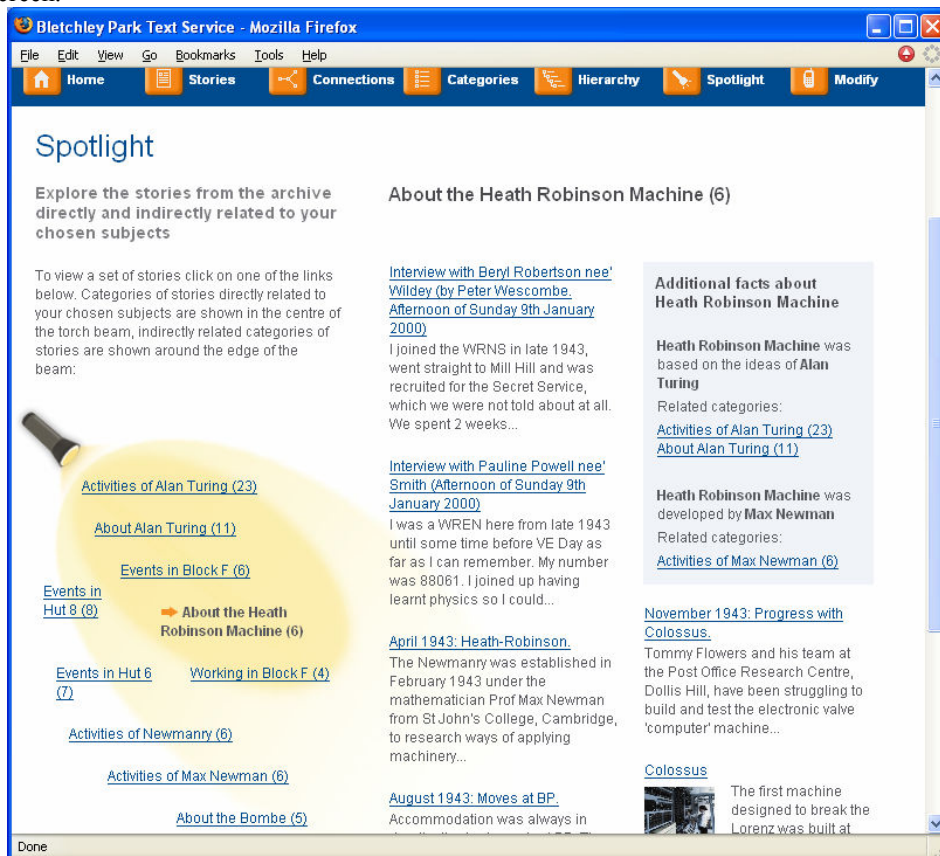 Bletchley Park Text Service - Mozilla Firefox
File Edit View Go Bookmarks Tools Help
Home Stories Connections Categories Hierarchy Spotlight Modify
Spotlight
Explore the stories from the archive
directly and indirectly related to your
chosen subjects
To view a set of stories click on one of the links
below. Categories of stories directly related to
your chosen subjects are shown in the centre of
the torch beam, indirectly related categories of
stories are shown around the edge of the
beam:
Activities of Alan Turing (23)
About Alan Turing (11)
Events in Block F (6)
Events in
Hut 8 (8)
About the Heath
Robinson Machine (6)
Events in Hut 6
(7)
Working in Block F (4)
Activities of Newmanry (6)
Activities of Max Newman (6)
About the Bombe (5)
About the Heath Robinson Machine (6)
Interview with Beryl Robertson nee'
Wildey (by Peter Wescombe.
Afternoon of Sunday 9th January
2000)
I joined the WRNS in late 1943,
went straight to Mill Hill and was
recruited for the Secret Service,
which we were not told about at all.
We spent 2 weeks...
Interview with Pauline Powell nee'
Smith (Afternoon of Sunday 9th
January 2000)
I was a WREN here from late 1943
until some time before VE Day as
far as I can remember. My number
was 88061. I joined up having
learnt physics so I could...
April 1943: Heath-Robinson.
The Newmanry was established in
February 1943 under the
mathematician Prof Max Newman
from St John's College, Cambridge,
to research ways of applying
machinery...
August 1943: Moves at BP.
Accommodation was always in
Additional facts about
Heath Robinson Machine
Heath Robinson Machine was
based on the ideas of Alan
Turing
Related categories:
Activities of Alan Turing (23)
About Alan Turing (11)
Heath Robinson Machine was
developed by Max Newman
Related categories:
Activities of Max Newman (6)
November 1943: Progress with
Colossus.
Tommy Flowers and his team at
the Post Office Research Centre,
Dollis Hill, have been struggling to
build and test the electronic valve
'computer' machine...
Colossus
The first machine
designed to break the
Lorenz was built at
Done